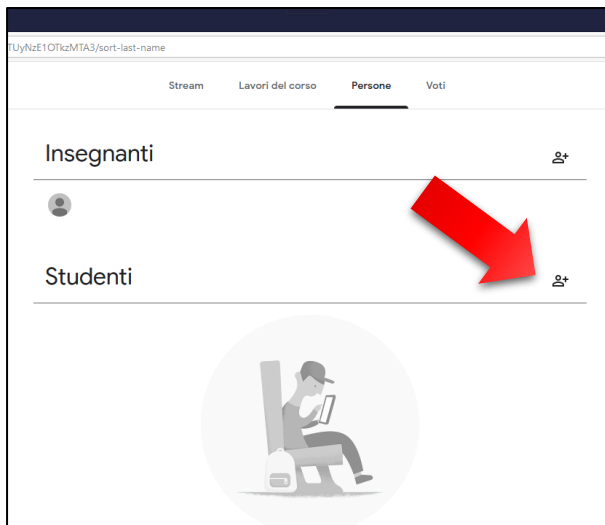 TUyNzE1OTkzMTA3/sort-last-name
Stream Lavori del corso Persone Voti
Insegnanti
Studenti